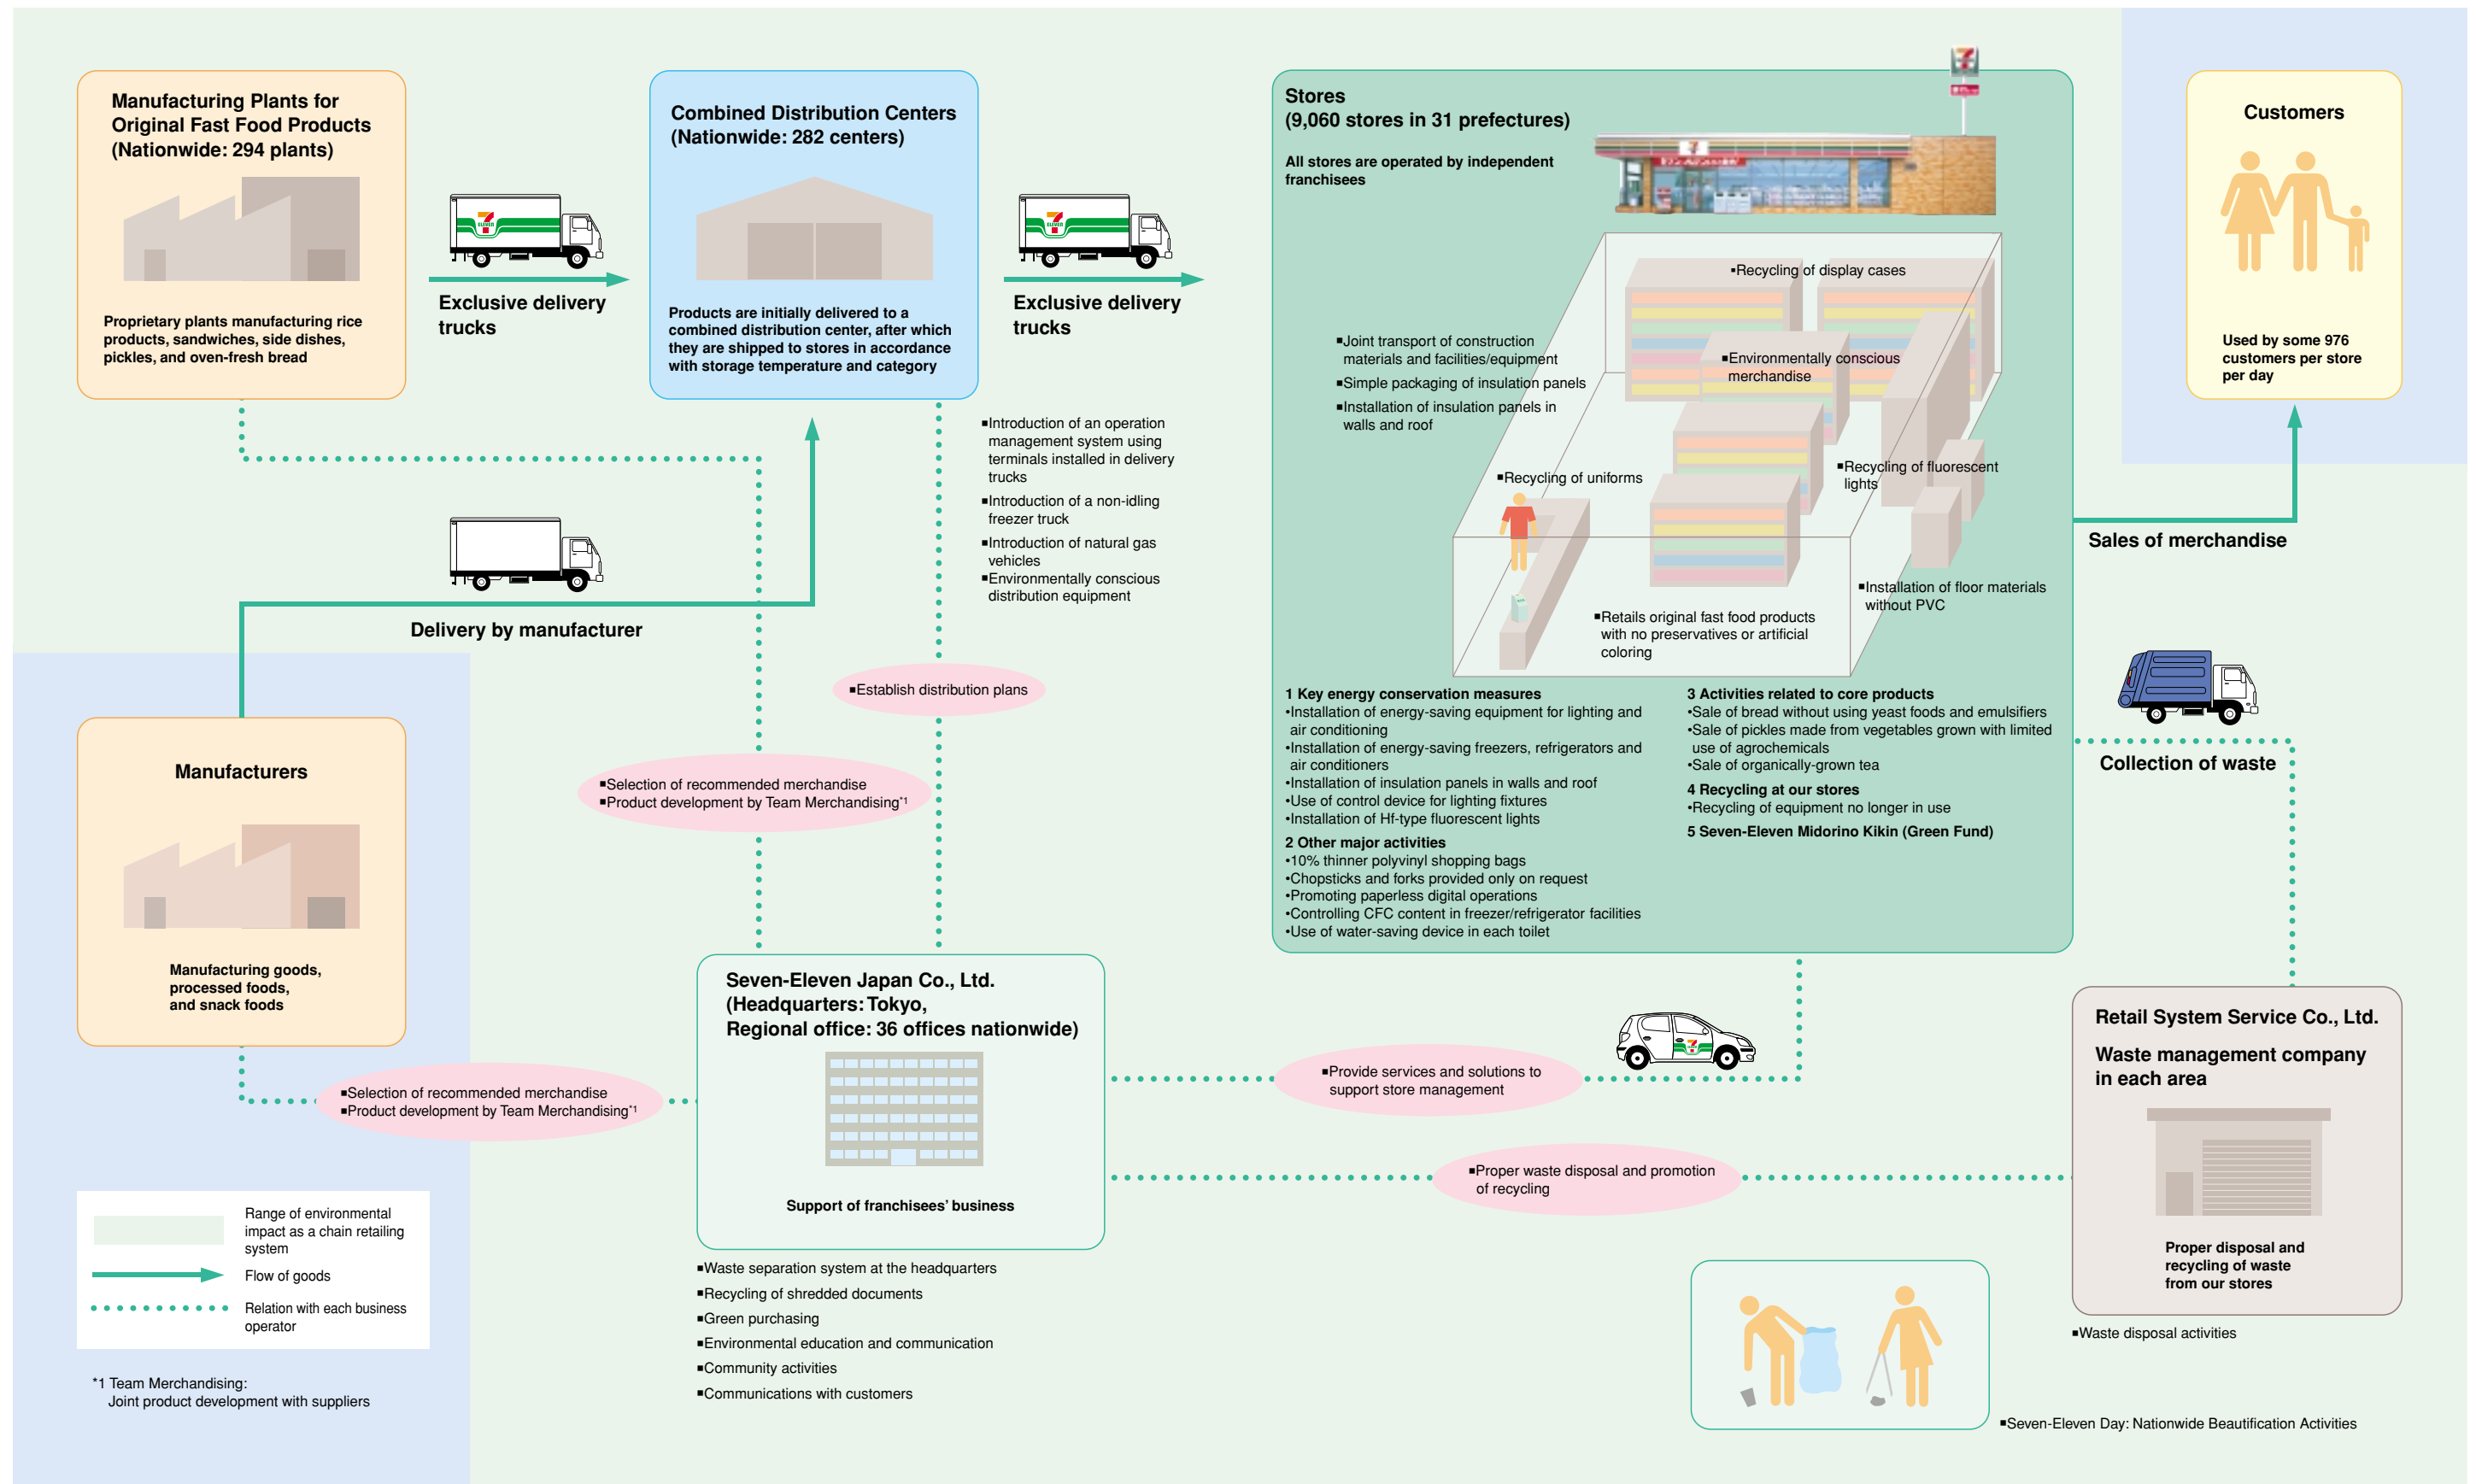 Manufacturing Plants for
Original Fast Food Products
(Nationwide: 294 plants)
Proprietary plants manufacturing rice
products, sandwiches, side dishes,
pickles, and oven-fresh bread
Exclusive delivery
trucks
Combined Distribution Centers
(Nationwide: 282 centers)
Products are initially delivered to a
combined distribution center, after which
they are shipped to stores in accordance
with storage temperature and category
Exclusive delivery
trucks
▪Introduction of an operation
management system using
terminals installed in delivery
trucks
▪Introduction of a non-idling
freezer truck
▪Introduction of natural gas
vehicles
▪Environmentally conscious
distribution equipment
Stores
(9,060 stores in 31 prefectures)
All stores are operated by independent
franchisees
▪Recycling of display cases
▪Joint transport of construction
materials and facilities/equipment
▪Simple packaging of insulation panels
▪Installation of insulation panels in
walls and roof
▪Environmentally conscious
merchandise
▪Recycling of uniforms
▪Recycling of fluorescent
lights
▪Installation of floor materials
without PVC
▪Retails original fast food products
with no preservatives or artificial
coloring
1 Key energy conservation measures
•Installation of energy-saving equipment for lighting and
air conditioning
•Installation of energy-saving freezers, refrigerators and
air conditioners
•Installation of insulation panels in walls and roof
•Use of control device for lighting fixtures
•Installation of Hf-type fluorescent lights
2 Other major activities
•10% thinner polyvinyl shopping bags
•Chopsticks and forks provided only on request
•Promoting paperless digital operations
•Controlling CFC content in freezer/refrigerator facilities
•Use of water-saving device in each toilet
3 Activities related to core products
•Sale of bread without using yeast foods and emulsifiers
•Sale of pickles made from vegetables grown with limited
use of agrochemicals
•Sale of organically-grown tea
4 Recycling at our stores
•Recycling of equipment no longer in use
5 Seven-Eleven Midorino Kikin (Green Fund)
Customers
Used by some 976
customers per store
per day
Sales of merchandise
Collection of waste
Delivery by manufacturer
▪Establish distribution plans
▪Selection of recommended merchandise
▪Product development by Team Merchandising*1
Manufacturers
Manufacturing goods,
processed foods,
and snack foods
▪Selection of recommended merchandise
▪Product development by Team Merchandising*1
Seven-Eleven Japan Co., Ltd.
(Headquarters: Tokyo,
Regional office: 36 offices nationwide)
Support of franchisees' business
▪Waste separation system at the headquarters
▪Recycling of shredded documents
▪Green purchasing
▪Environmental education and communication
▪Community activities
▪Communications with customers
▪Provide services and solutions to
support store management
▪Proper waste disposal and promotion
of recycling
Retail System Service Co., Ltd.
Waste management company
in each area
Proper disposal and
recycling of waste
from our stores
▪Waste disposal activities
▪Seven-Eleven Day: Nationwide Beautification Activities
Range of environmental
impact as a chain retailing
system
Flow of goods
Relation with each business
operator
*1 Team Merchandising:
Joint product development with suppliers